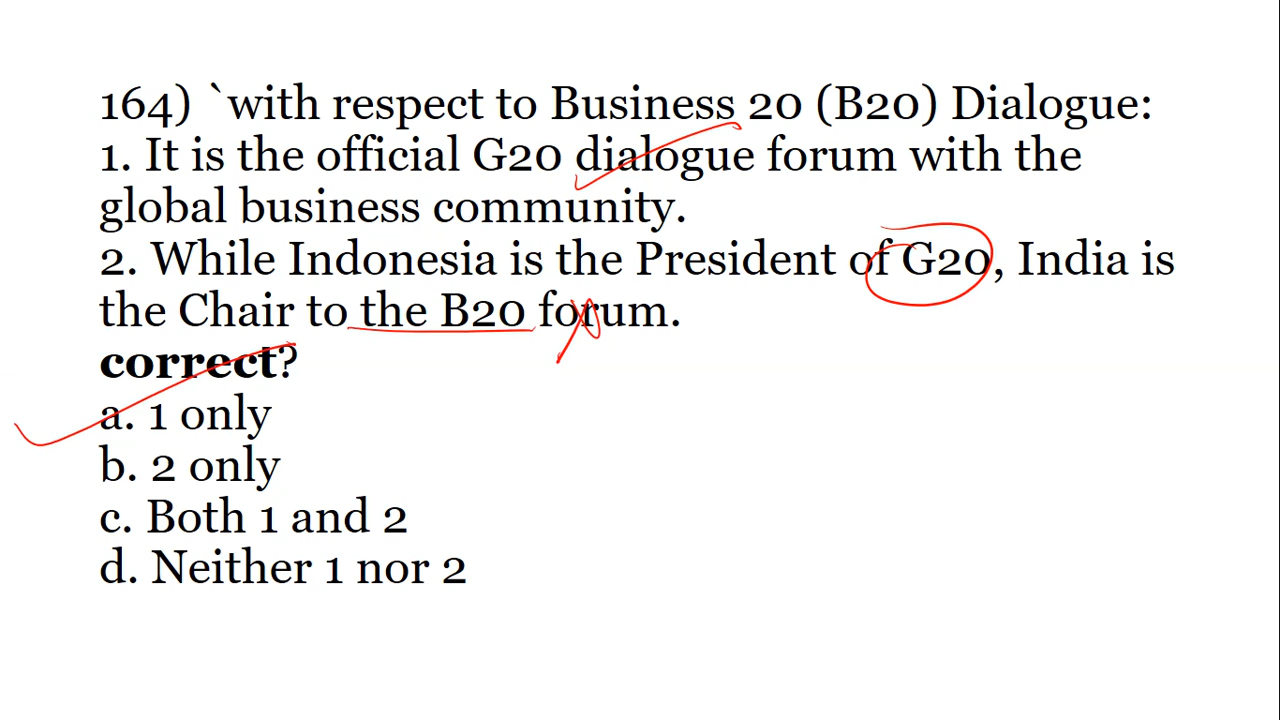 164) `with respect to Business 20 (B20) Dialogue:
1. It is the official G20 dialogue forum with the
global business community.
2. While Indonesia is the President of G20, India is
the Chair to the B20 forum.
correct?
a. 1 only
b. 2 only
c. Both 1 and 2
d. Neither 1 nor 2